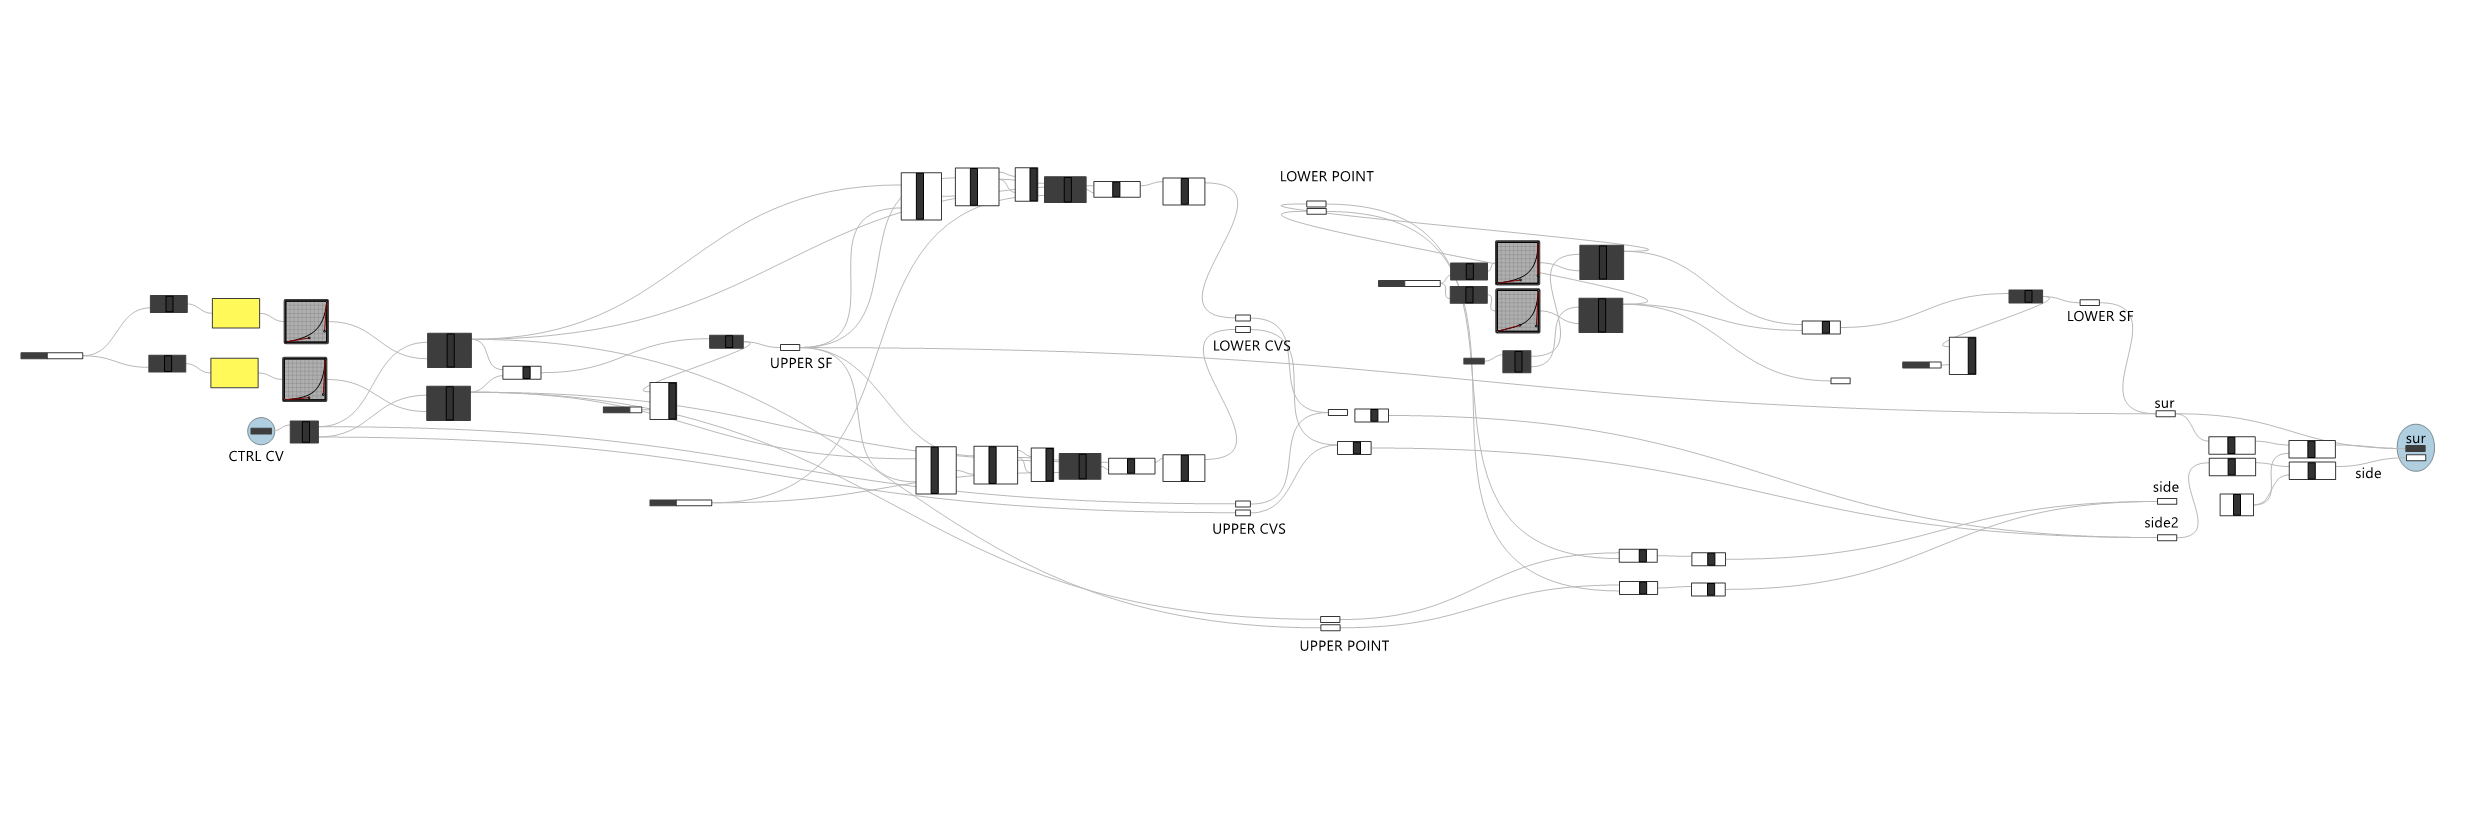 LOWER POINT
LOWER SF
LOWER CVS
UPPER SF
sur
sur
CTRL CV
side
side
side2
UPPER CVS
UPPER POINT